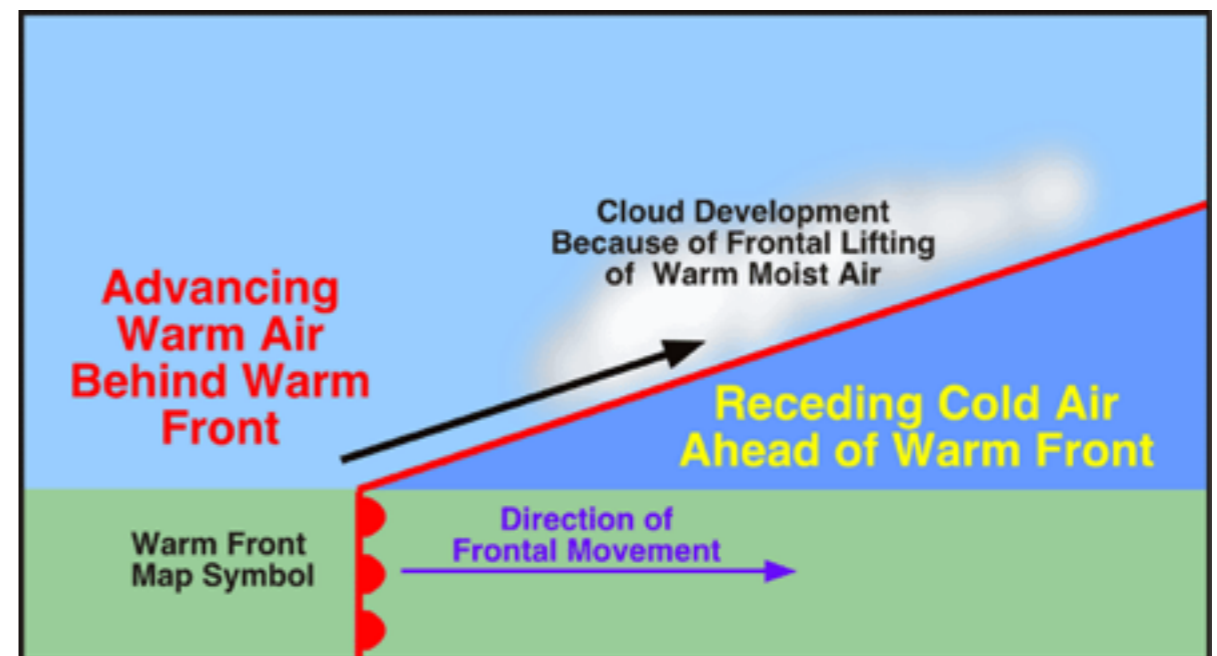 Cloud Development
Because of Frontal Lifting
of Warm Moist Air
Advancing
Warm Air
Behind Warm
Front
Receding Cold Air
Ahead of Warm Front
Warm Front
Map Symbol
Direction of
Frontal Movement